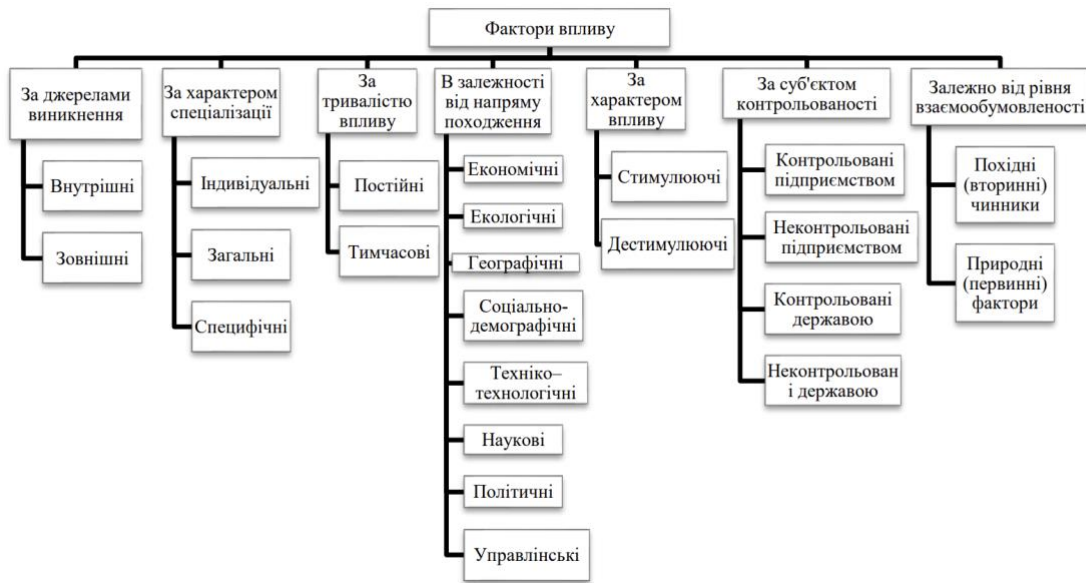 Фактори впливу
За джерелами
виникнення
Внутрішні
Зовнішні
За характером
спеціалізації
Індивідуальні
Загальні
Специфічні
За
тривалістю
впливу
Постійні
Тимчасові
В залежності
від напряму
походження
Економічні
Екологічні
Географічні
Соціально-
демографічні
Техніко–
технологічні
Наукові
Політичні
Управлінські
За
характером
впливу
Стимулюючі
Дестимулюючі
За суб'єктом
контрольованості
Контрольовані
підприємством
Неконтрольовані
підприємством
Контрольовані
державою
Неконтрольован
і державою
Залежно від рівня
взаємообумовленості
Похідні
(вторинні)
чинники
Природні
(первинні)
фактори